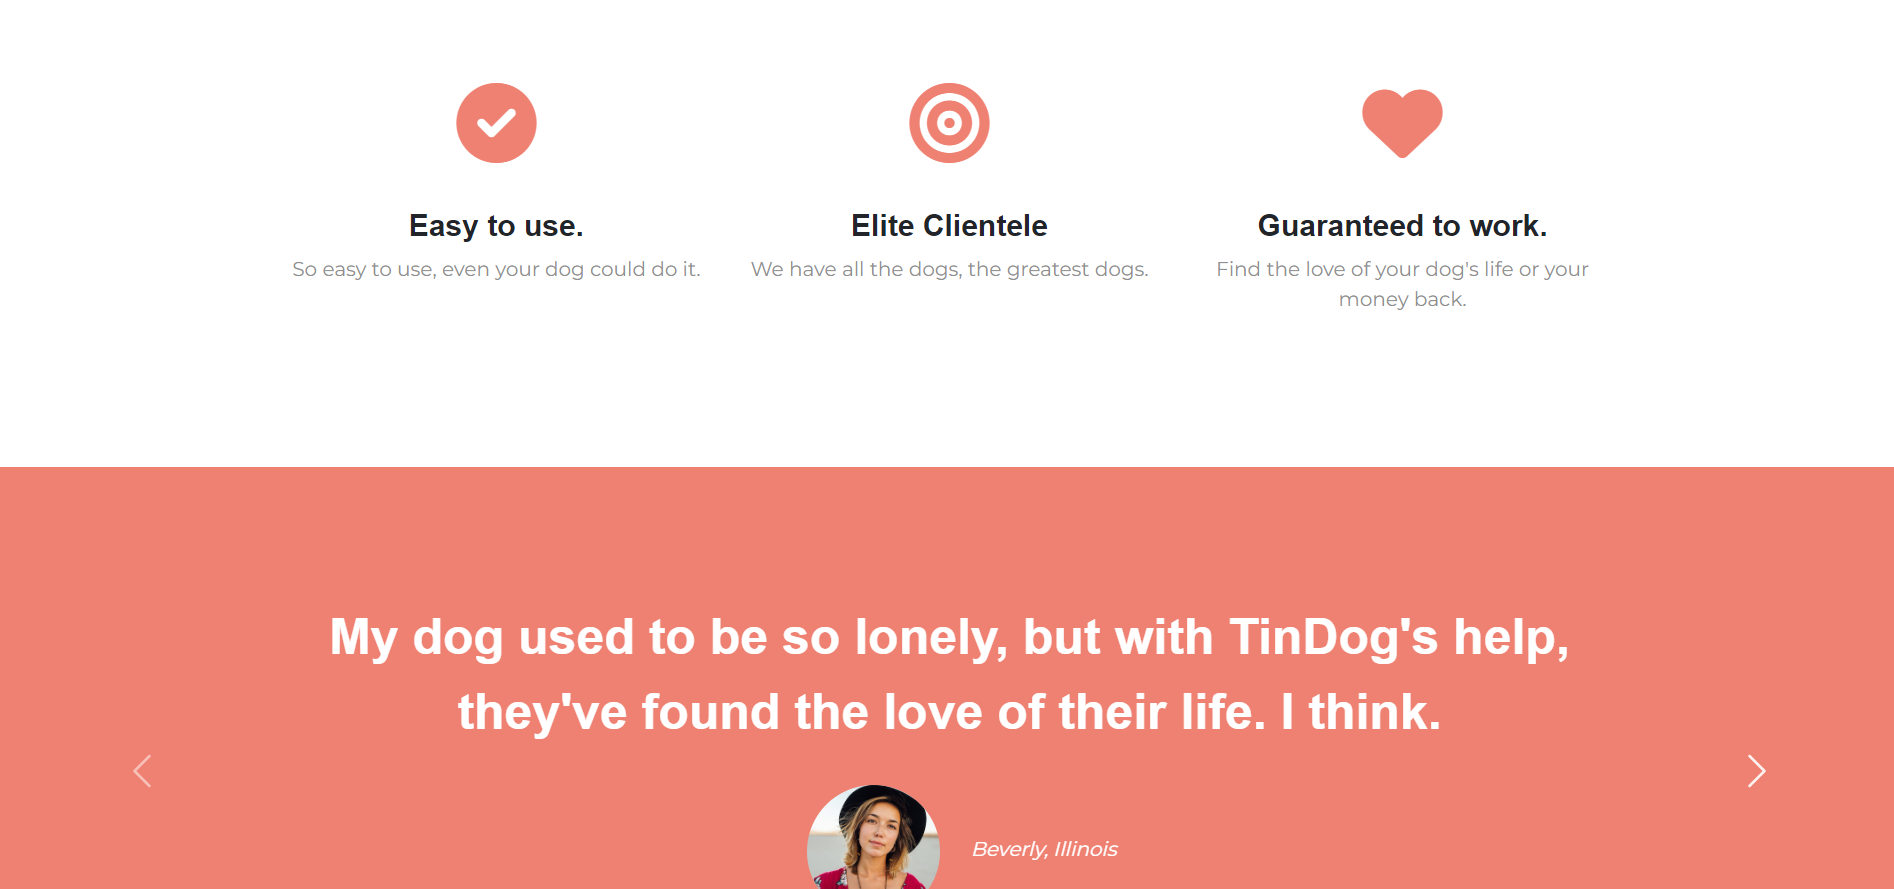 Easy to use.
So easy to use, even your dog could do it.
Elite Clientele
We have all the dogs, the greatest dogs.
Guaranteed to work.
Find the love of your dog's life or your
money back.
My dog used to be so lonely, but with TinDog's help,
they've found the love of their life. I think.
Beverly, Illinois